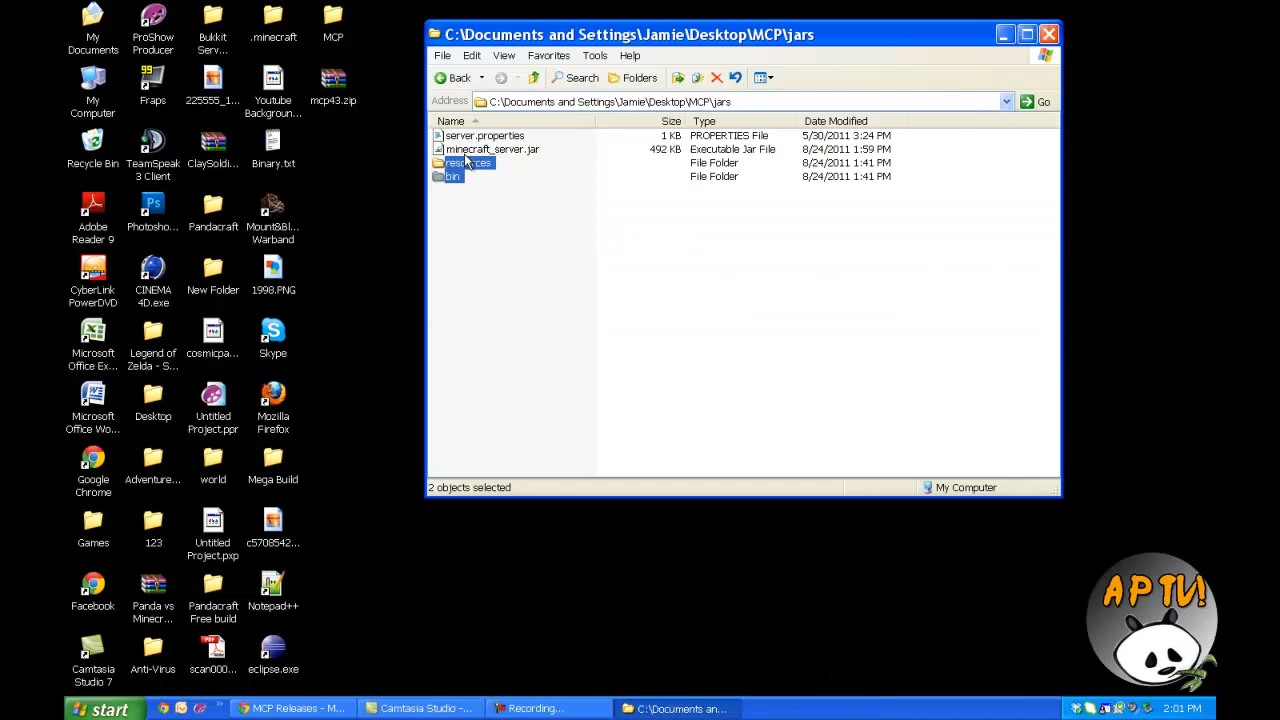 My Documents
ProShow Producer
Bukkit Serv...
.minecraft
MCP
My Computer
99
Fraps
225555_1...
Youtube Background...
mcp43.zip
Recycle Bin
TeamSpeak 3 Client
ClaySoldi...
Binary.txt
Adobe Reader 9
Photosho...
Pandacraft
Mount&Bl... Warband
CyberLink PowerDVD
CINEMA 4D.exe
New Folder
1998.PNG
Microsoft Office Ex...
Legend of Zelda - S...
cosmicpa...
Skype
Microsoft Office Wo...
Desktop
Untitled Project.ppr
Mozilla Firefox
Google Chrome
Adventure...
world
Mega Build
Games
123
Untitled Project.pxp
c5708542...
Facebook
Panda vs Minecr...
Pandacraft Free build
Notepad++
Camtasia Studio 7
Anti-Virus
scan000...
eclipse.exe
C:\Documents and Settings\Jamie\Desktop\MCP\jars
File Edit View Favorites Tools Help
Back Search Folders
Address C:\Documents and Settings\Jamie\Desktop\MCP\jars Go
Name Size Type Date Modified
server.properties 1 KB PROPERTIES File 5/30/2011 3:24 PM
minecraft_server.jar 492 KB Executable Jar File 8/24/2011 1:59 PM
resources File Folder 8/24/2011 1:41 PM
bin File Folder 8/24/2011 1:41 PM
2 objects selected My Computer
AP TV!
start MCP Releases - M... Camtasia Studio -... Recording... C:\Documents an... 2:01 PM